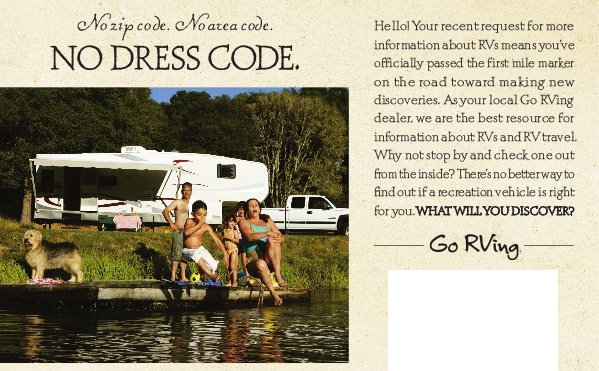 No zip code. No area code.
NO DRESS CODE.
Hello! Your recent request for more
information about RVs means you've
officially passed the first mile marker
on the road toward making new
discoveries. As your local Go RVing
dealer, we are the best resource for
information about RVs and RV travel.
Why not stop by and check one out
from the inside? There's no better way to
find out if a recreation vehicle is right
for you. WHAT WILL YOU DISCOVER?
Go RVing